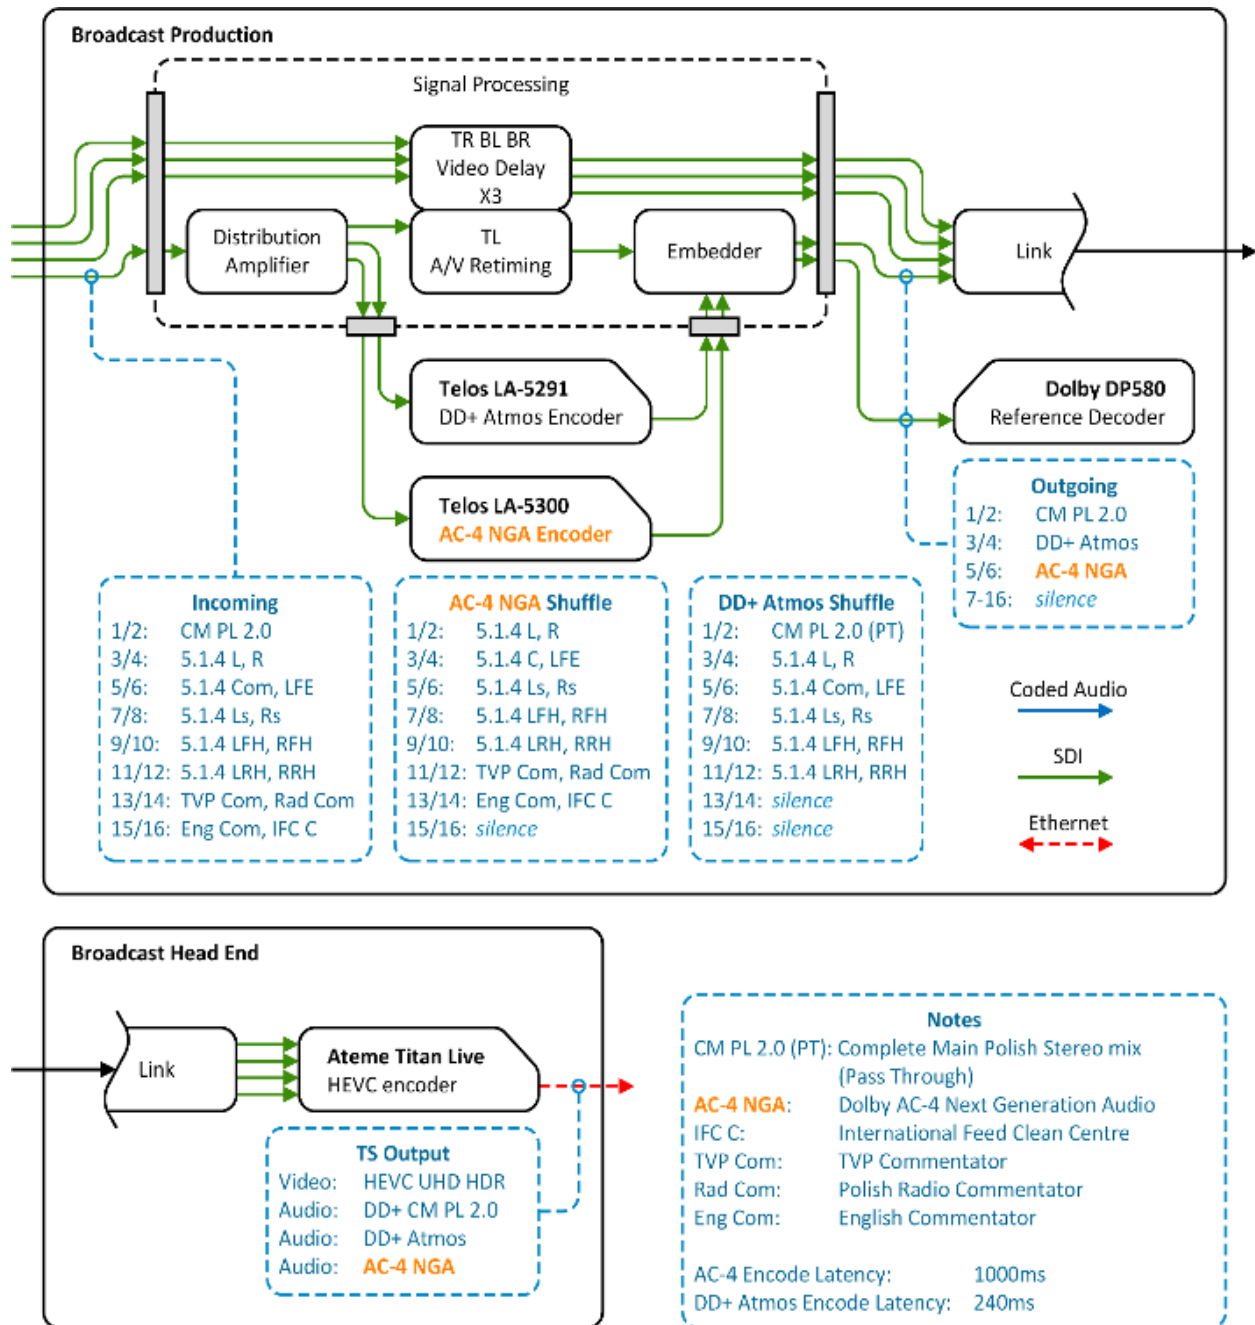 Broadcast Production
Signal Processing
TR BL BR
Video Delay
X3
Distribution
Amplifier
TL
A/V Retiming
Embedder
Link
Telos LA-5291
DD+ Atmos Encoder
Dolby DP580
Reference Decoder
Telos LA-5300
AC-4 NGA Encoder
Outgoing
1/2: CM PL 2.0
3/4: DD+ Atmos
5/6: AC-4 NGA
7-16: silence
Incoming
1/2: CM PL 2.0
3/4: 5.1.4 L, R
5/6: 5.1.4 Com, LFE
7/8: 5.1.4 Ls, Rs
9/10: 5.1.4 LFH, RFH
11/12: 5.1.4 LRH, RRH
13/14: TVP Com, Rad Com
15/16: Eng Com, IFC C
AC-4 NGA Shuffle
1/2: 5.1.4 L, R
3/4: 5.1.4 C, LFE
5/6: 5.1.4 Ls, Rs
7/8: 5.1.4 LFH, RFH
9/10: 5.1.4 LRH, RRH
11/12: TVP Com, Rad Com
13/14: Eng Com, IFC C
15/16: silence
DD+ Atmos Shuffle
1/2: CM PL 2.0 (PT)
3/4: 5.1.4 L, R
5/6: 5.1.4 Com, LFE
7/8: 5.1.4 Ls, Rs
9/10: 5.1.4 LFH, RFH
11/12: 5.1.4 LRH, RRH
13/14: silence
15/16: silence
Coded Audio
SDI
Ethernet
Broadcast Head End
Link
Ateme Titan Live
HEVC encoder
TS Output
Video: HEVC UHD HDR
Audio: DD+ CM PL 2.0
Audio: DD+ Atmos
Audio: AC-4 NGA
Notes
CM PL 2.0 (PT): Complete Main Polish Stereo mix
(Pass Through)
AC-4 NGA: Dolby AC-4 Next Generation Audio
IFC C: International Feed Clean Centre
TVP Com: TVP Commentator
Rad Com: Polish Radio Commentator
Eng Com: English Commentator
AC-4 Encode Latency: 1000ms
DD+ Atmos Encode Latency: 240ms